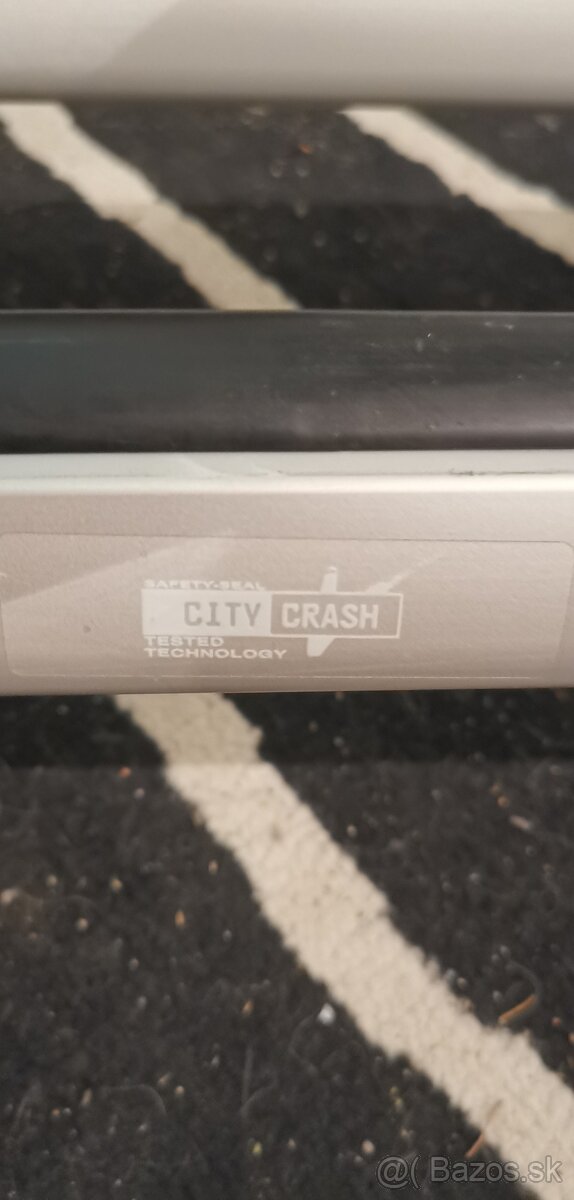 SAFETY-SEAL
CITY CRASH
TESTED
TECHNOLOGY
@( Bazos.sk